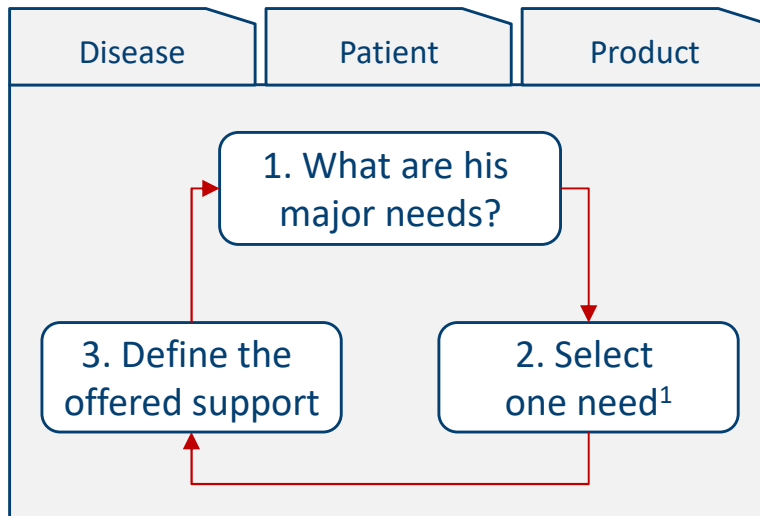 Disease
Patient
Product
1. What are his
major needs?
3. Define the
offered support
2. Select
one need¹